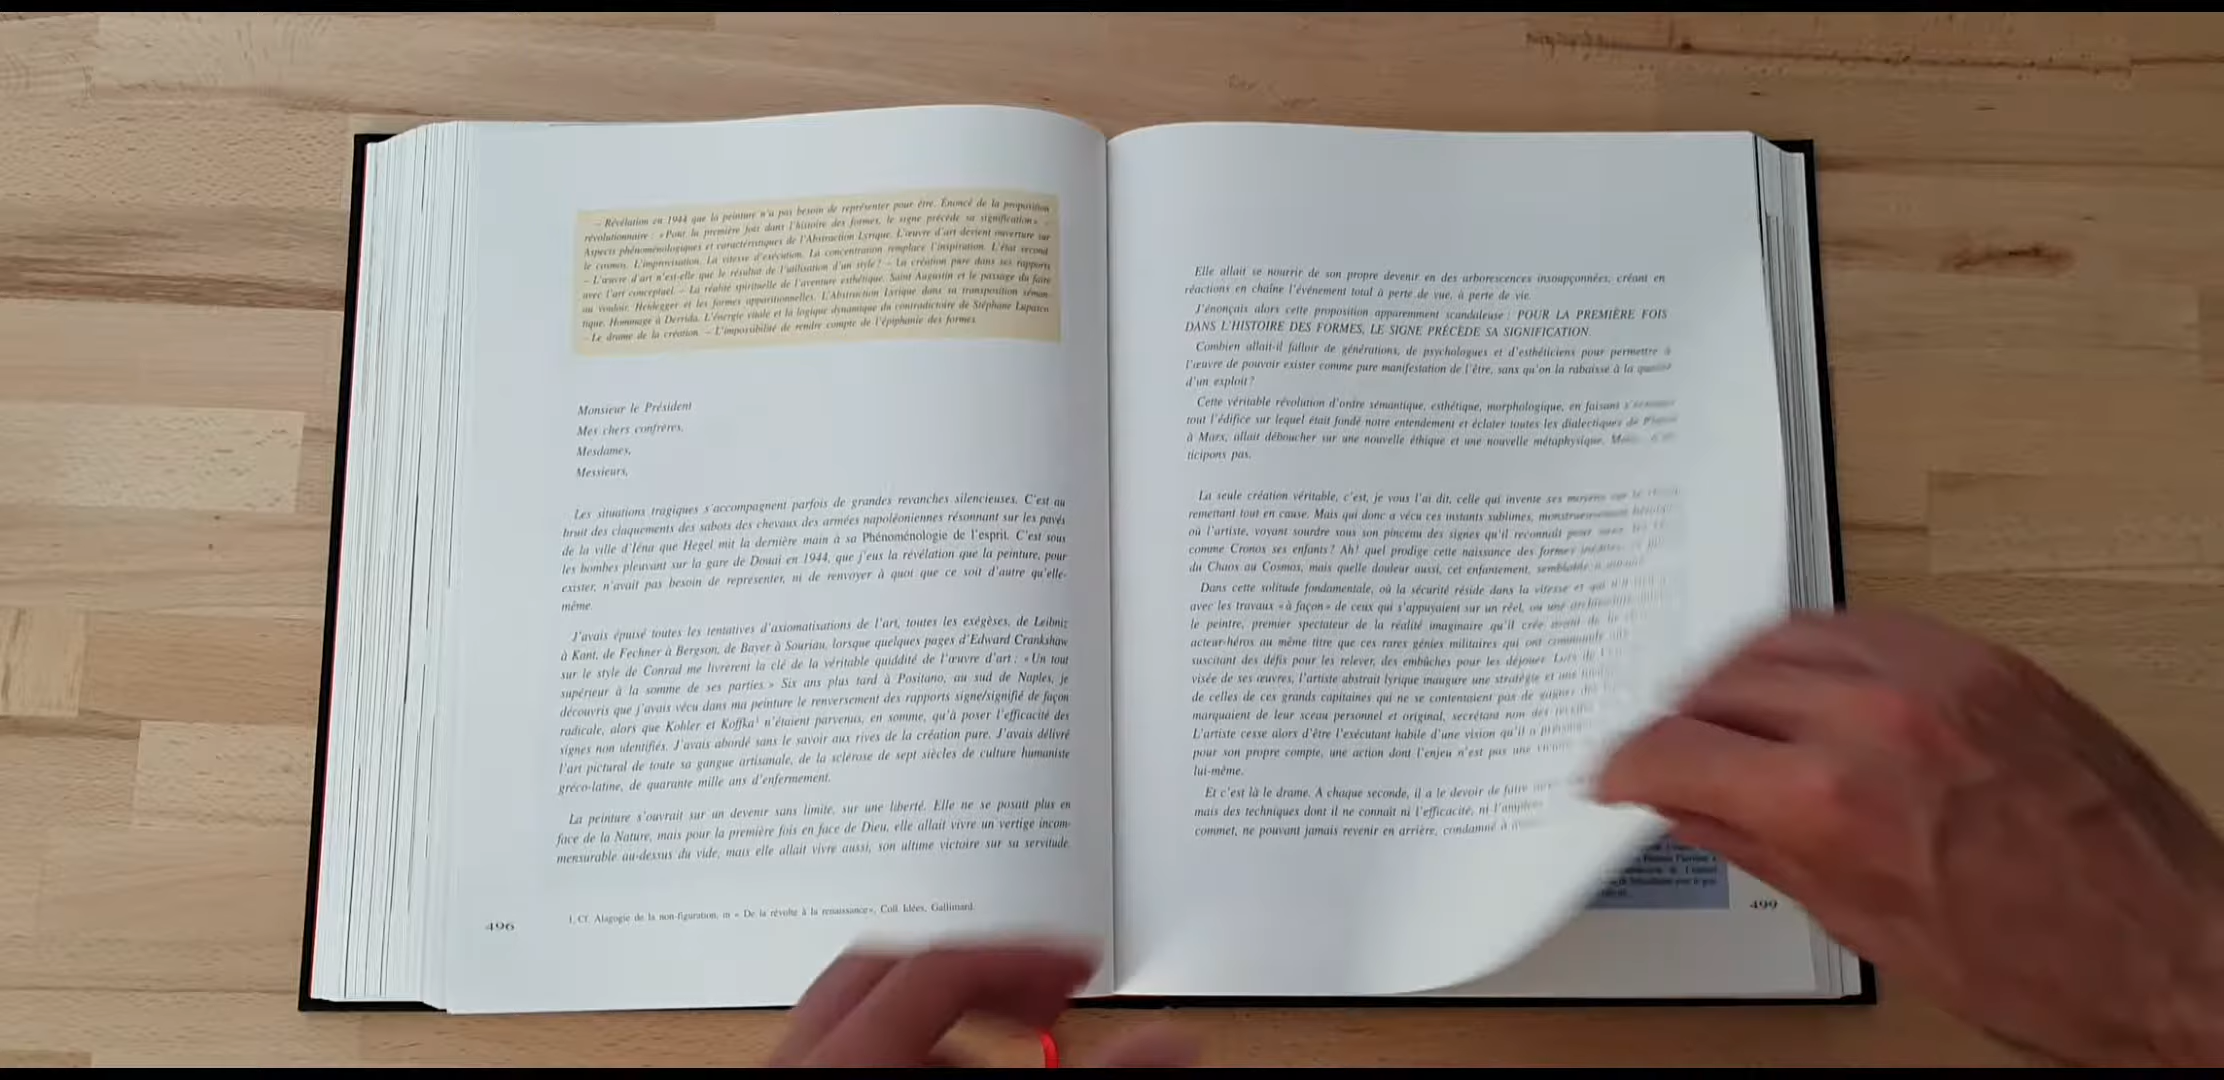 – Révélation en 1944 que la peinture n'a pas besoin de représenter pour être. Énoncé de la proposition
révolutionnaire : «Pour la première fois dans l'histoire des formes, le signe précède sa signification». –
Aspects phénoménologiques et caractéristiques de l'Abstraction Lyrique. L'œuvre d'art devient ouverture sur
le cosmos. L'improvisation. La vitesse d'exécution. La concentration remplace l'inspiration. L'état second.
– L'œuvre d'art n'est-elle que le résultat de l'utilisation d'un style? – La création pure dans ses rapports
avec l'art conceptuel. – La réalité spirituelle de l'aventure esthétique. Saint Augustin et le passage du faire
au vouloir. Heidegger et les formes apparitionnelles. L'Abstraction Lyrique dans sa transposition séman-
tique. Hommage à Derrida. L'énergie vitale et la logique dynamique du contradictoire de Stéphane Lupasco.
– Le drame de la création. – L'impossibilité de rendre compte de l'épiphanie des formes.
Monsieur le Président
Mes chers confrères,
Mesdames,
Messieurs,
Les situations tragiques s'accompagnent parfois de grandes revanches silencieuses. C'est au
bruit des claquements des sabots des chevaux des armées napoléoniennes résonnant sur les pavés
de la ville d'Iéna que Hegel mit la dernière main à sa Phénoménologie de l'esprit. C'est sous
les bombes pleuvant sur la gare de Douai en 1944, que j'eus la révélation que la peinture, pour
exister, n'avait pas besoin de representer, ni de renvoyer à quoi que ce soit d'autre qu'elle-
même.
J'avais épuisé toutes les tentatives d'axiomatisations de l'art, toutes les exégèses, de Leibniz
à Kant, de Fechner à Bergson, de Bayer à Souriau, lorsque quelques pages d'Edward Crankshaw
sur le style de Conrad me livrèrent la clé de la véritable quiddité de l'œuvre d'art : «Un tout
supérieur à la somme de ses parties.» Six ans plus tard à Positano, au sud de Naples, je
découvris que j'avais vécu dans ma peinture le renversement des rapports signe/signifié de façon
radicale, alors que Kohler et Koffka¹ n'étaient parvenus, en somme, qu'à poser l'efficacité des
signes non identifiés. J'avais abordé sans le savoir aux rives de la création pure. J'avais délivré
l'art pictural de toute sa gangue artisanale, de la sclérose de sept siècles de culture humaniste
gréco-latine, de quarante mille ans d'enfermement.
La peinture s'ouvrait sur un devenir sans limite, sur une liberté. Elle ne se posait plus en
face de la Nature, mais pour la première fois en face de Dieu, elle allait vivre un vertige incom-
mensurable au-dessus du vide, mais elle allait vivre aussi, son ultime victoire sur sa servitude.
1. Cf. Alagogie de la non-figuration, in « De la révolte à la renaissance», Coll. Idées, Gallimard.
496
Elle allait se nourrir de son propre devenir en des arborescences insoupçonnées, créant en
réactions en chaîne l'événement total à perte de vue, à perte de vie.
J'énonçais alors cette proposition apparemment scandaleuse : POUR LA PREMIÈRE FOIS
DANS L'HISTOIRE DES FORMES, LE SIGNE PRÉCÈDE SA SIGNIFICATION.
Combien allait-il falloir de générations, de psychologues et d'esthéticiens pour permettre à
l'œuvre de pouvoir exister comme pure manifestation de l'être, sans qu'on la rabaisse à la qualité
d'un exploit?
Cette véritable révolution d'ordre sémantique, esthétique, morphologique, en faisant
tout l'édifice sur lequel était fondé notre entendement et éclater toutes les dialectiques de
à Marx, allait déboucher sur une nouvelle éthique et une nouvelle métaphysique.
ticipons pas.
La seule création véritable, c'est, je vous l'ai dit, celle qui invente ses moyens
remettant tout en cause. Mais qui donc a vécu ces instants sublimes, monstrueusement
où l'artiste, voyant sourdre sous son pinceau des signes qu'il reconnaît pour
comme Cronos ses enfants? Ah! quel prodige cette naissance des formes
du Chaos au Cosmos, mais quelle douleur aussi, cet enfantement, semblable à
Dans cette solitude fondamentale, où la sécurité réside dans la vitesse et qui
avec les travaux «à façon» de ceux qui s'appuyaient sur un réel, ou une
le peintre, premier spectateur de la réalité imaginaire qu'il crée
acteur-héros au même titre que ces rares génies militaires qui ont
suscitant des défis pour les relever, des embûches pour les déjouer.
visée de ses œuvres, l'artiste abstrait lyrique inaugure une stratégie et une
de celles de ces grands capitaines qui ne se contentaient pas de gagner des
marquaient de leur sceau personnel et original, secrétant non des
L'artiste cesse alors d'être l'exécutant habile d'une vision qu'il a
pour son propre compte, une action dont l'enjeu n'est pas une
lui-même.
Et c'est là le drame. A chaque seconde, il a le devoir de faire
mais des techniques dont il ne connaît ni l'efficacité, ni l'
commet, ne pouvant jamais revenir en arrière, condamné à
499